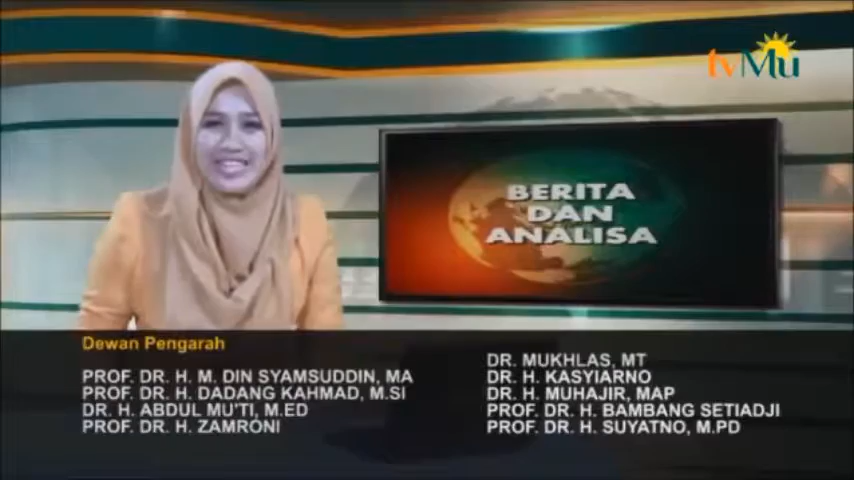 tvMu
BERITA
DAN
ANALISA
Dewan Pengarah
PROF. DR. H. M. DIN SYAMSUDDIN, MA
PROF. DR. H. DADANG KAHMAD, M.SI
DR. H. ABDUL MU'TI, M.ED
PROF. DR. H. ZAMRONI
DR. MUKHLAS, MT
DR. H. KASYIARNO
DR. H. MUHAJIR, MAP
PROF. DR. H. BAMBANG SETIADJI
PROF. DR. H. SUYATNO, M.PD